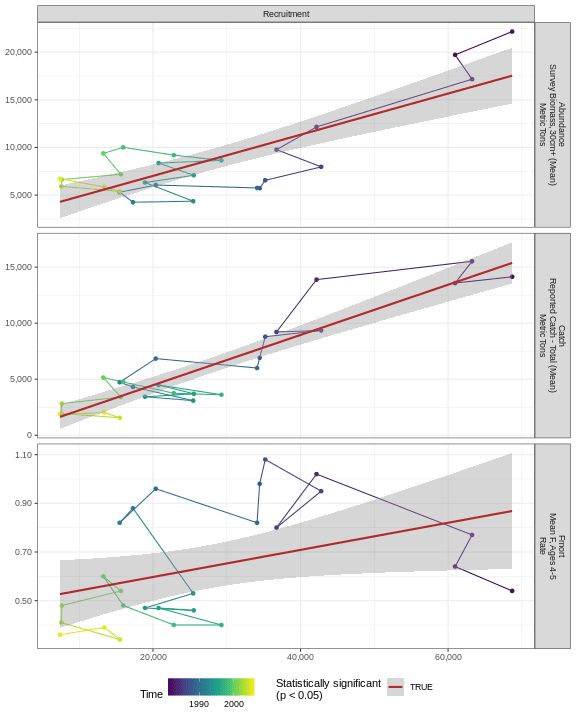 Recruitment
20,000
15,000
10,000
5,000
Abundance
Survey Biomass, 30cm+ (Mean)
Metric Tons
15,000
10,000
5,000
0
Catch
Reported Catch - Total (Mean)
Metric Tons
1.10
0.90
0.70
0.50
Fmort
Mean F, Ages 4-5
Rate
20,000 40,000 60,000
Time
1990 2000
Statistically significant
(p < 0.05)
TRUE